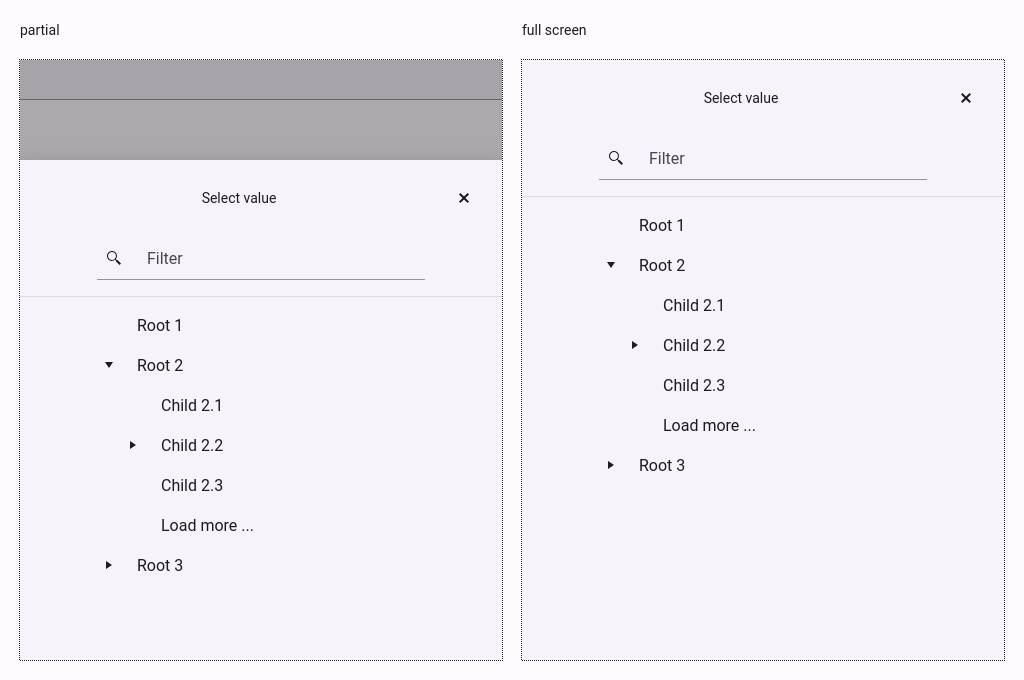 partial
Select value
Filter
Root 1
Root 2
Child 2.1
Child 2.2
Child 2.3
Load more ...
Root 3
full screen
Select value
Filter
Root 1
Root 2
Child 2.1
Child 2.2
Child 2.3
Load more ...
Root 3